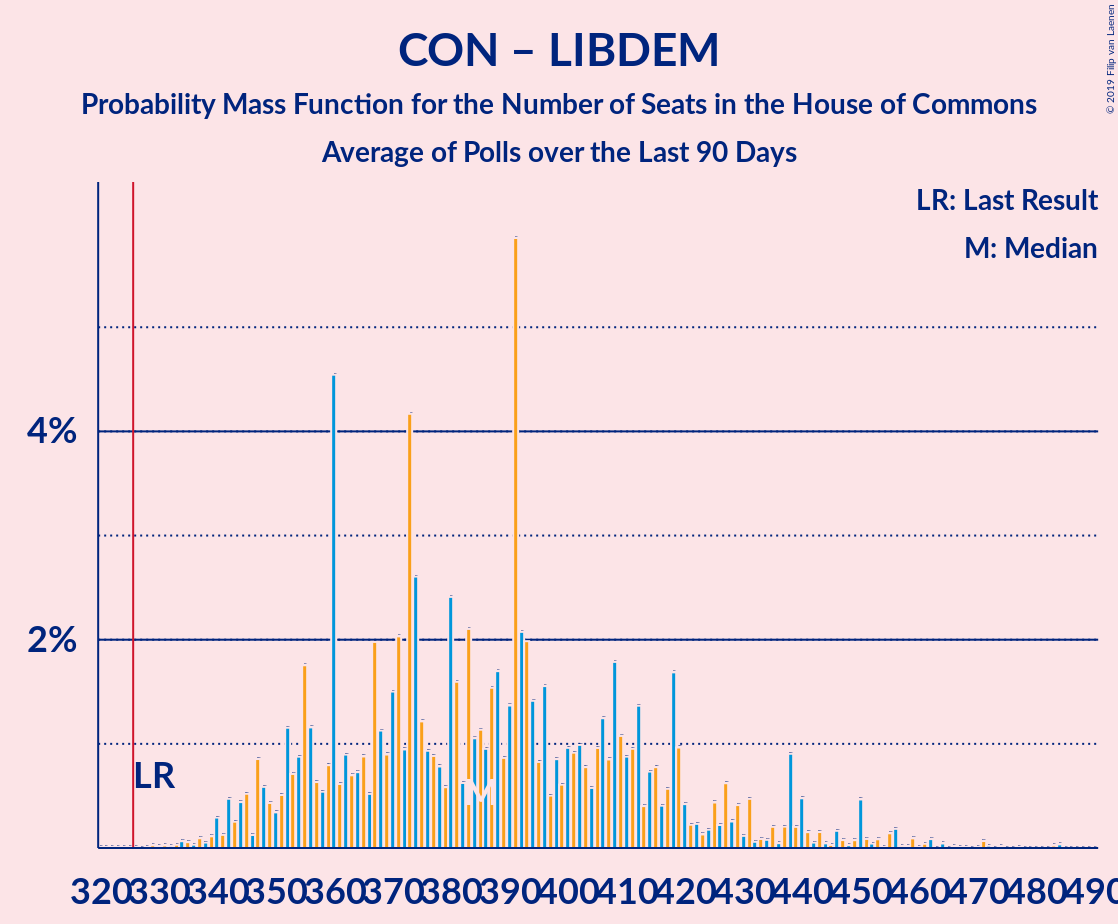 CON – LIBDEM
Probability Mass Function for the Number of Seats in the House of Commons
Average of Polls over the Last 90 Days
© 2019 Filip van Laenen
LR: Last Result
M: Median
4%
2%
LR
M
320 330 340 350 360 370 380 390 400 410 420 430 440 450 460 470 480 490